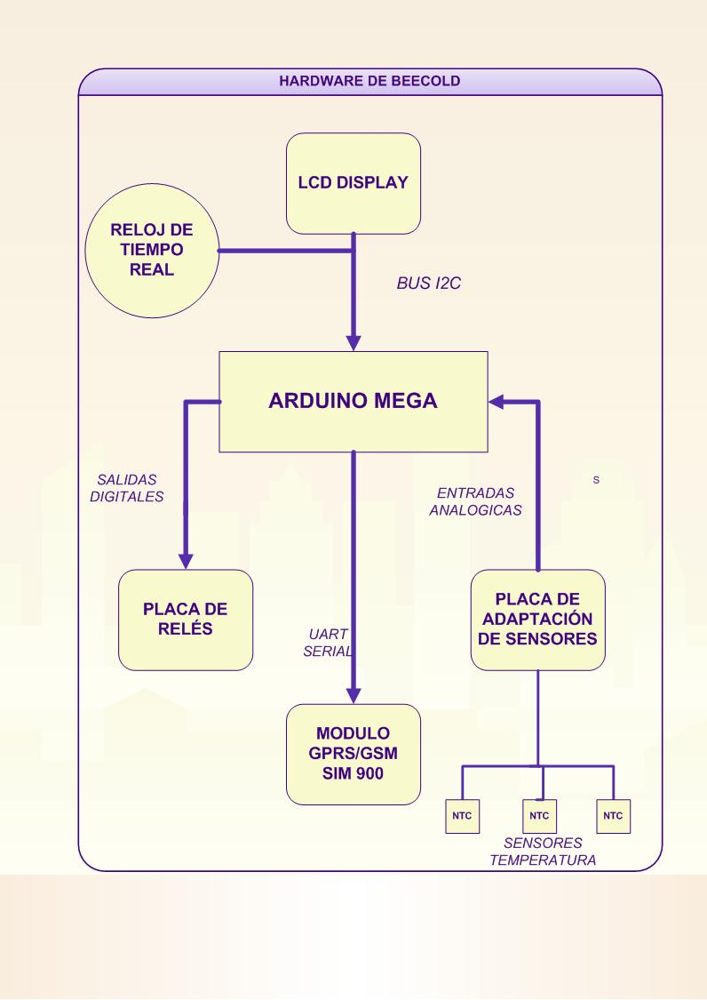 HARDWARE DE BEECOLD
LCD DISPLAY
RELOJ DE
TIEMPO
REAL
BUS I2C
ARDUINO MEGA
SALIDAS
DIGITALES
ENTRADAS
ANALOGICAS
S
PLACA DE
RELÉS
UART
SERIAL
PLACA DE
ADAPTACIÓN
DE SENSORES
MODULO
GPRS/GSM
SIM 900
NTC
NTC
NTC
SENSORES
TEMPERATURA